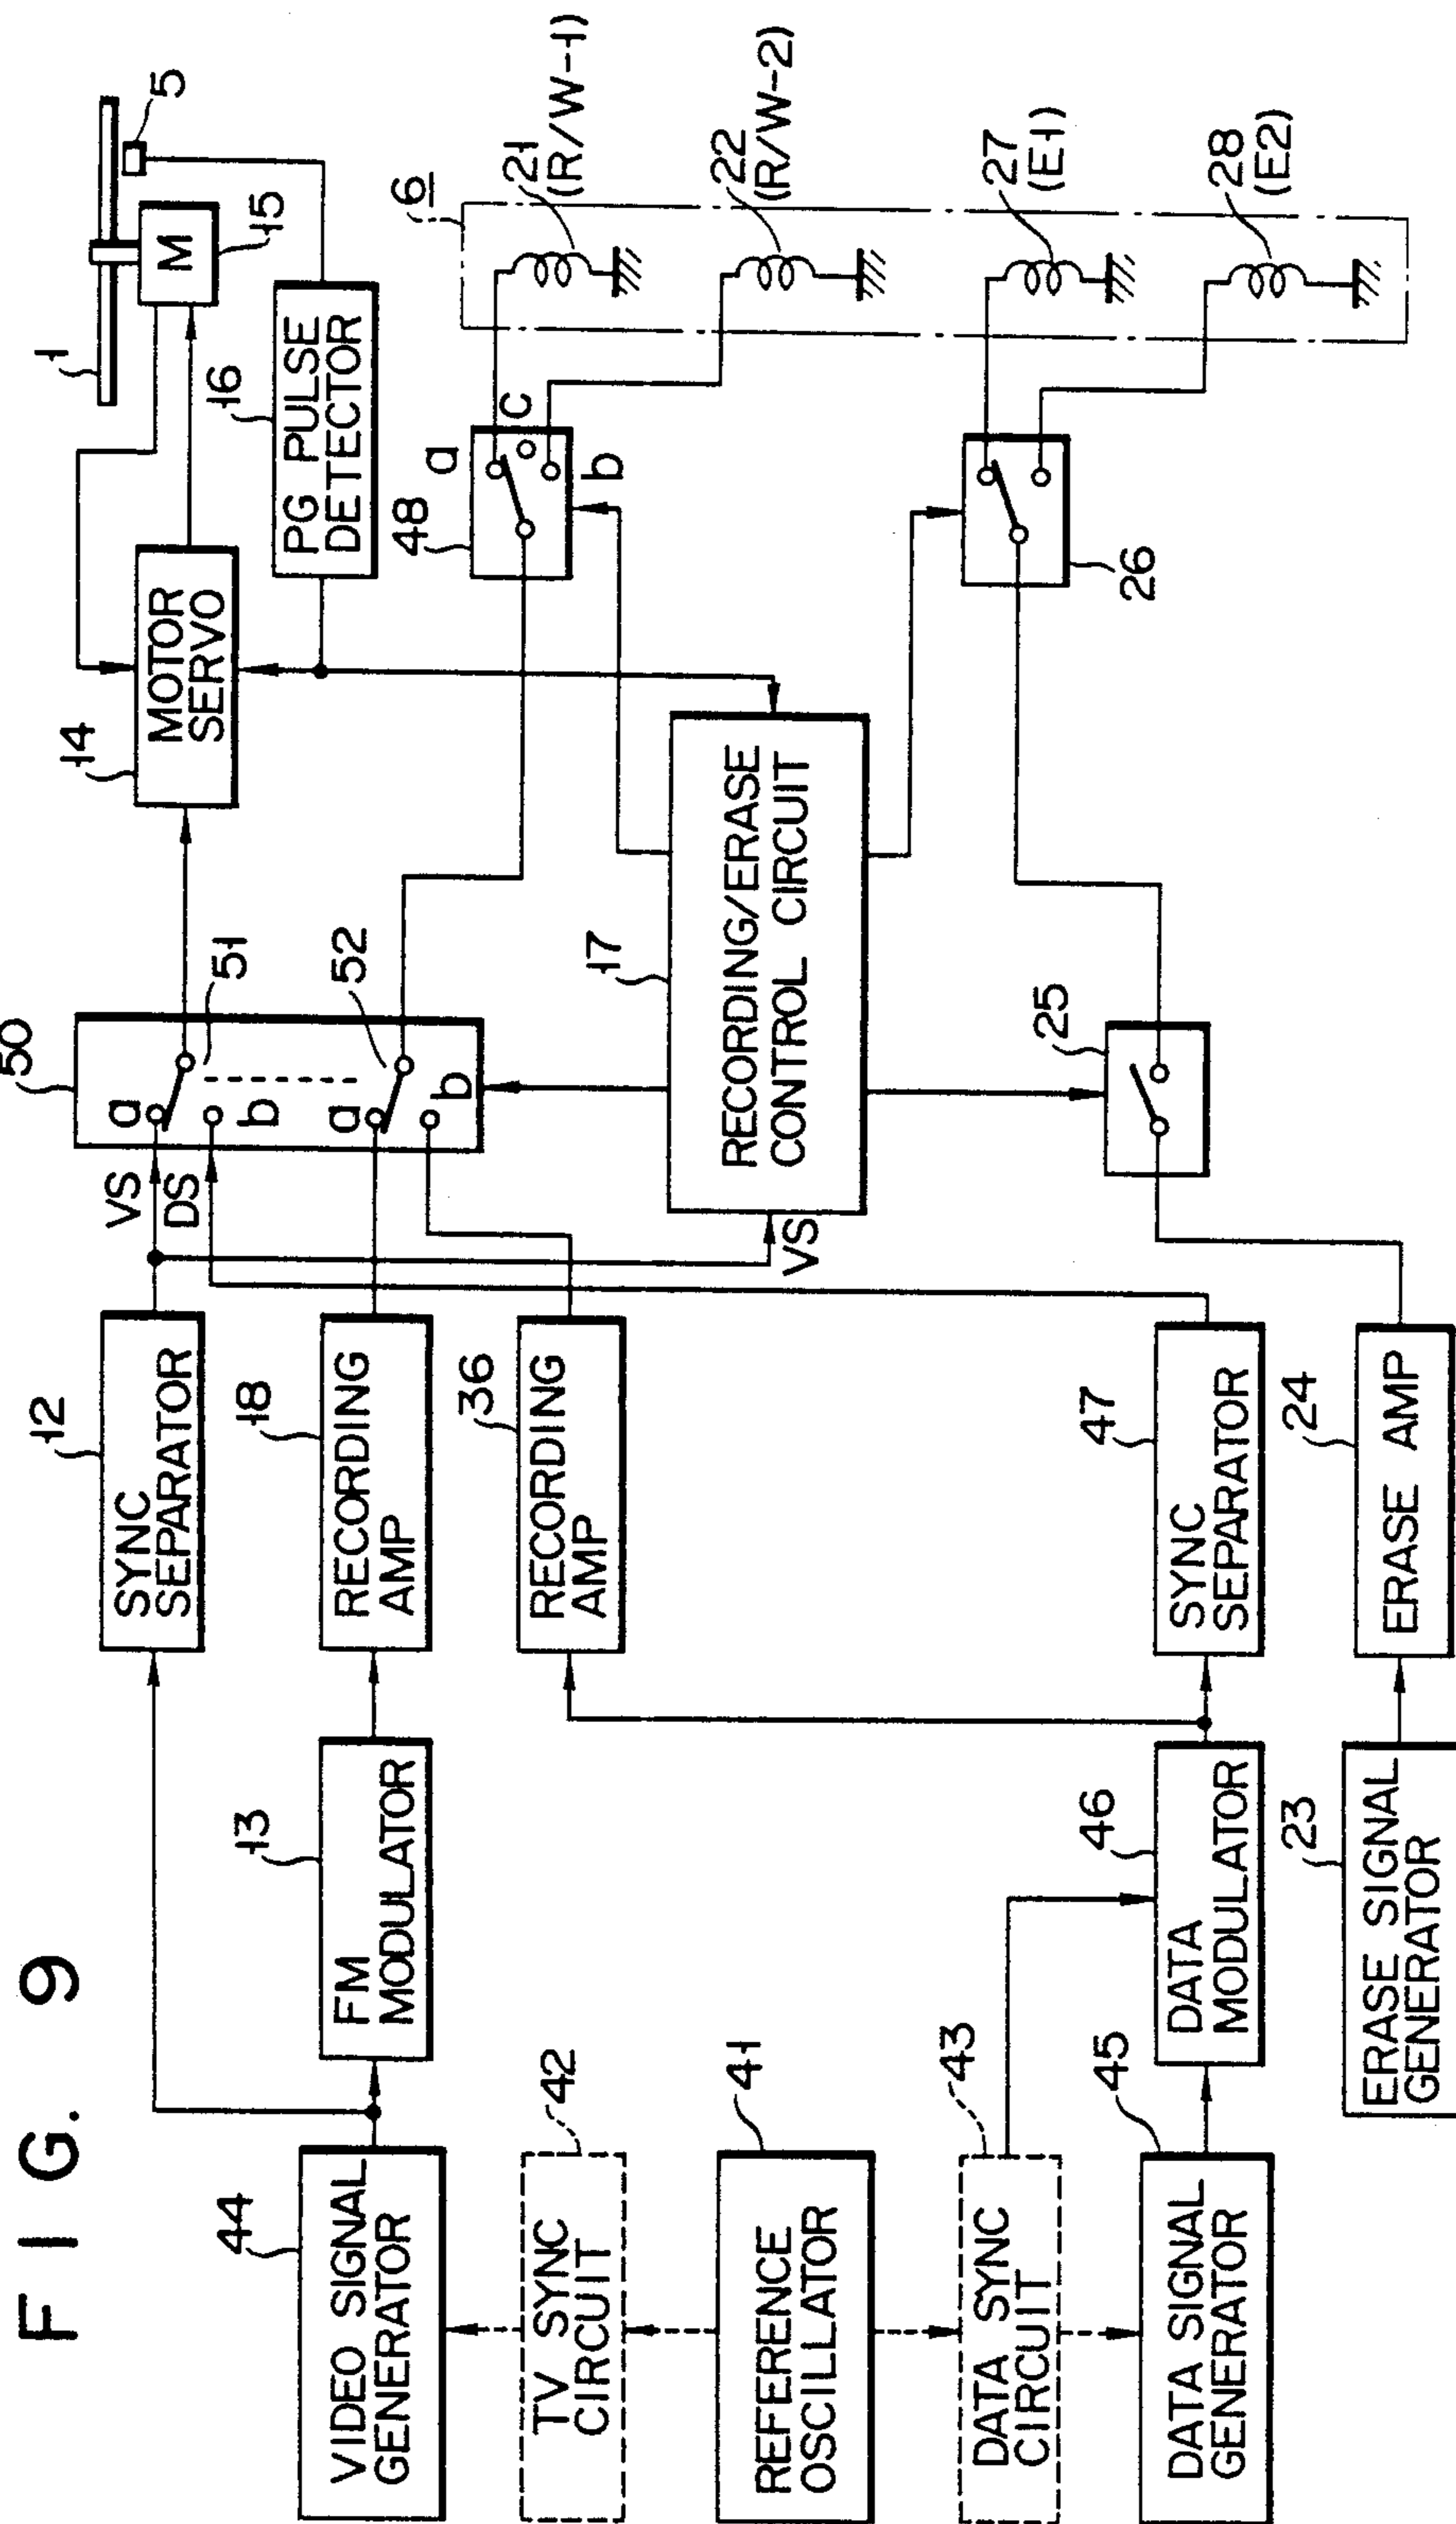 FIG. 9
44
VIDEO SIGNAL
GENERATOR
42
TV SYNC
CIRCUIT
41
REFERENCE
OSCILLATOR
43
DATA SYNC
CIRCUIT
45
DATA SIGNAL
GENERATOR
13
FM
MODULATOR
46
DATA
MODULATOR
23
ERASE SIGNAL
GENERATOR
12
SYNC
SEPARATOR
18
RECORDING
AMP
36
RECORDING
AMP
47
SYNC
SEPARATOR
24
ERASE AMP
VS
DS
VS
50
a
b
51
a
b
52
17
RECORDING/ERASE
CONTROL CIRCUIT
25
14
MOTOR
SERVO
16
PG PULSE
DETECTOR
48
a
c
b
26
1
M
15
5
6
21
(R/W-1)
22
(R/W-2)
27
(E1)
28
(E2)